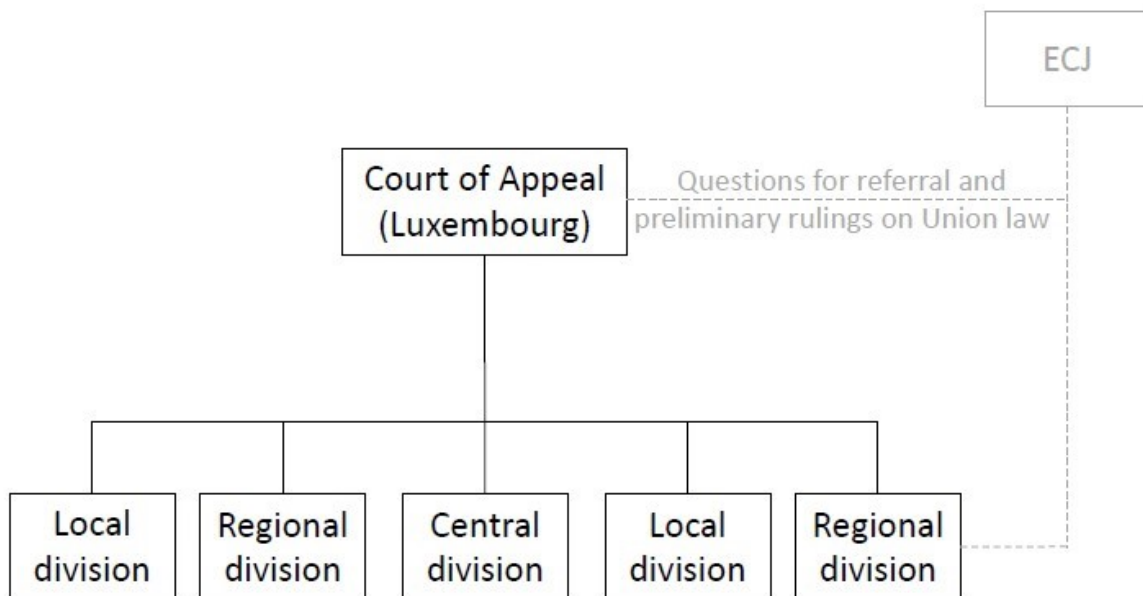 ECJ
Court of Appeal
(Luxembourg)
Questions for referral and
preliminary rulings on Union law
Local
division
Regional
division
Central
division
Local
division
Regional
division